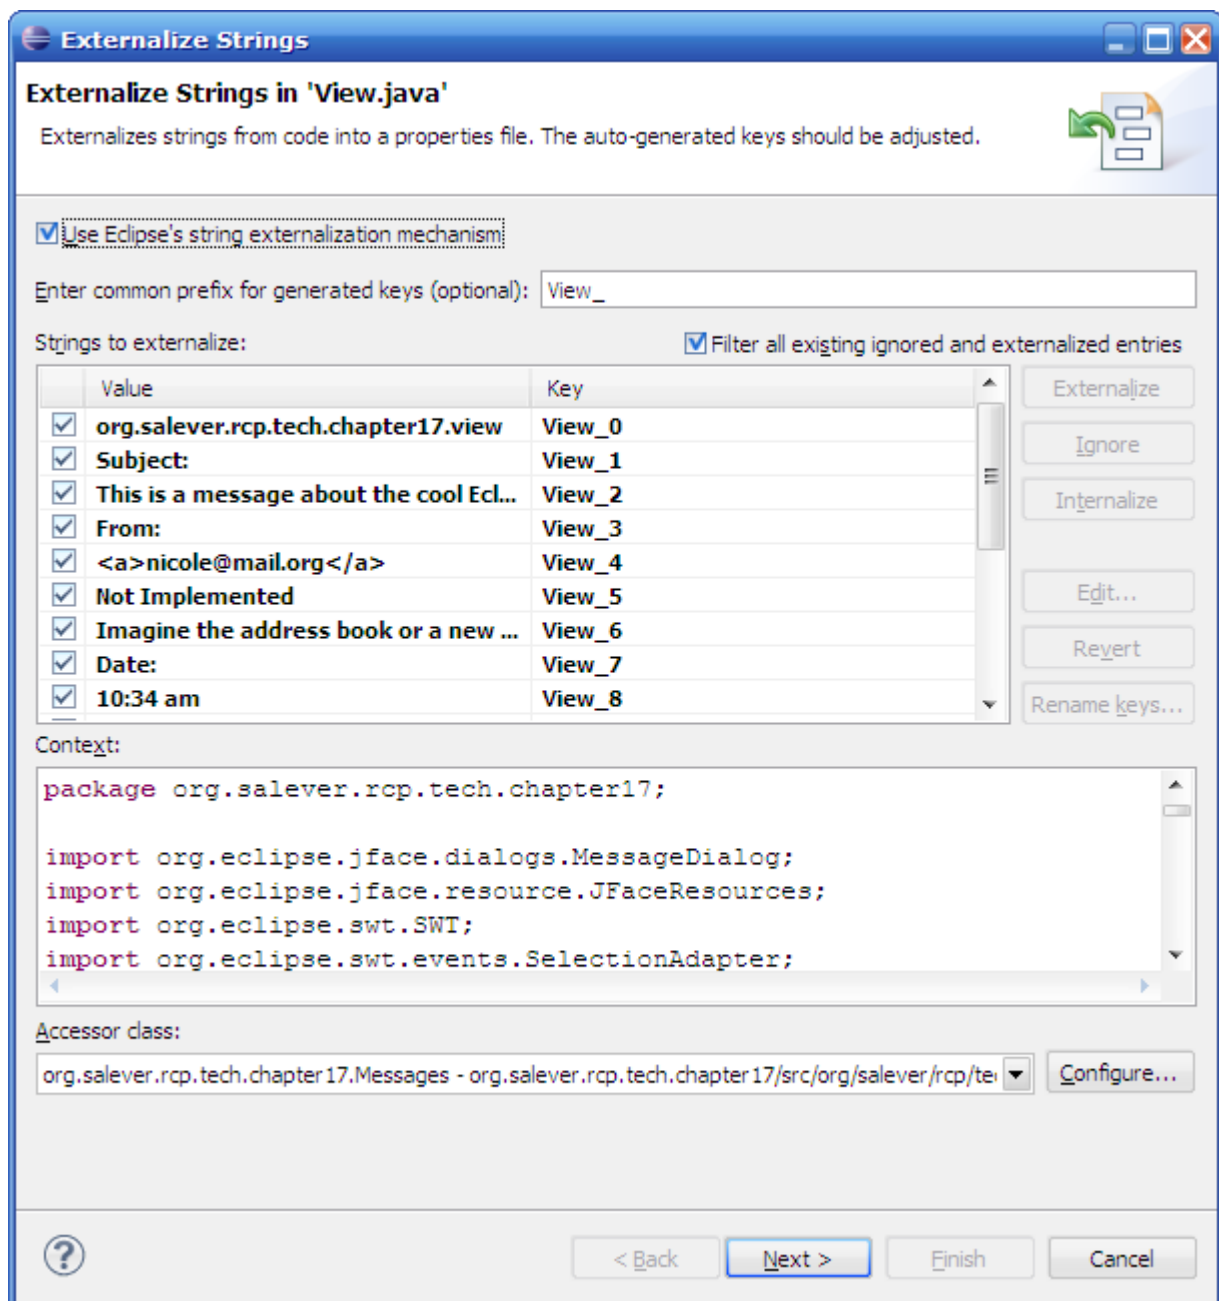 Externalize Strings
Externalize Strings in 'View.java'
Externalizes strings from code into a properties file. The auto-generated keys should be adjusted.
Use Eclipse's string externalization mechanism
Enter common prefix for generated keys (optional): View_
Strings to externalize: Filter all existing ignored and externalized entries
Value Key
org.salever.rcp.tech.chapter17.view View_0
Subject: View_1
This is a message about the cool Ecl... View_2
From: View_3
<a>nicole@mail.org</a> View_4
Not Implemented View_5
Imagine the address book or a new ... View_6
Date: View_7
10:34 am View_8
Externalize
Ignore
Internalize
Edit...
Revert
Rename keys...
Context:
package org.salever.rcp.tech.chapter17;
import org.eclipse.jface.dialogs.MessageDialog;
import org.eclipse.jface.resource.JFaceResources;
import org.eclipse.swt.SWT;
import org.eclipse.swt.events.SelectionAdapter;
Accessor class:
org.salever.rcp.tech.chapter17.Messages - org.salever.rcp.tech.chapter17/src/org/salever/rcp/te Configure...
? < Back Next > Finish Cancel